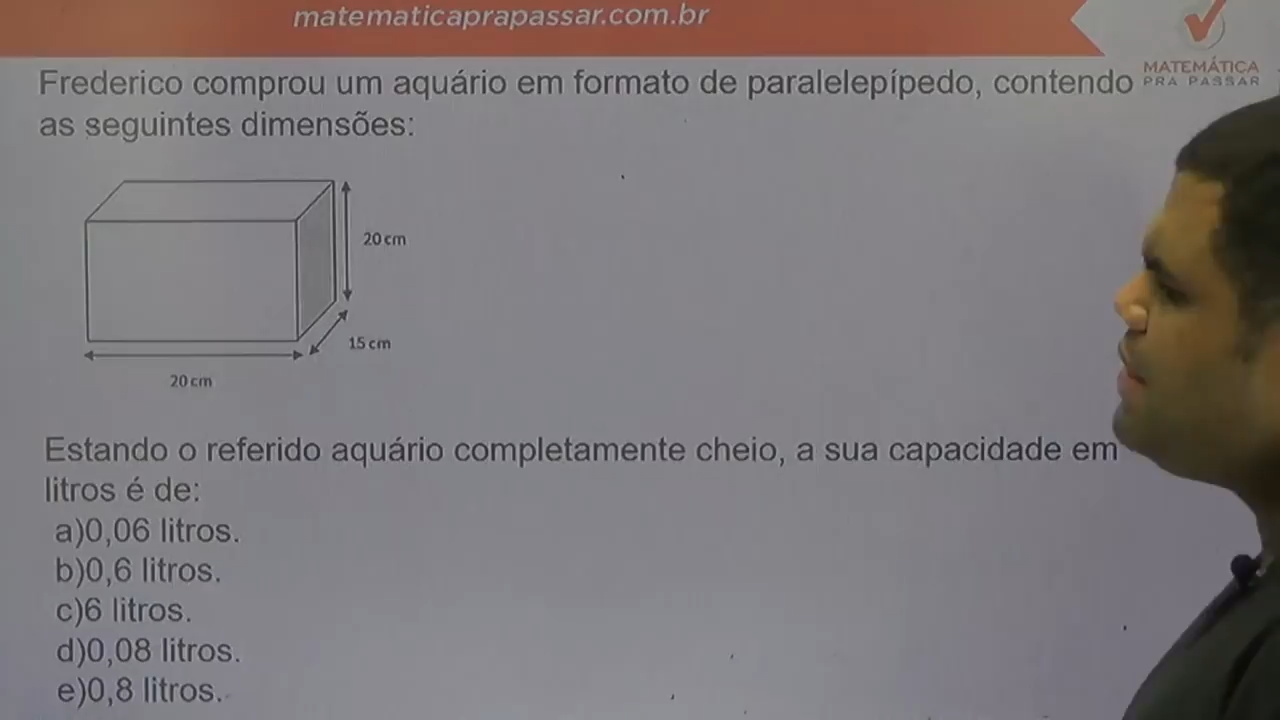 matematicaprapassar.com.br
MATEMÁTICA
PRA PASSAR
Frederico comprou um aquário em formato de paralelepípedo, contendo
as seguintes dimensões:
20 cm
15 cm
20 cm
Estando o referido aquário completamente cheio, a sua capacidade em
litros é de:
a)0,06 litros.
b)0,6 litros.
c)6 litros.
d)0,08 litros.
e)0,8 litros.